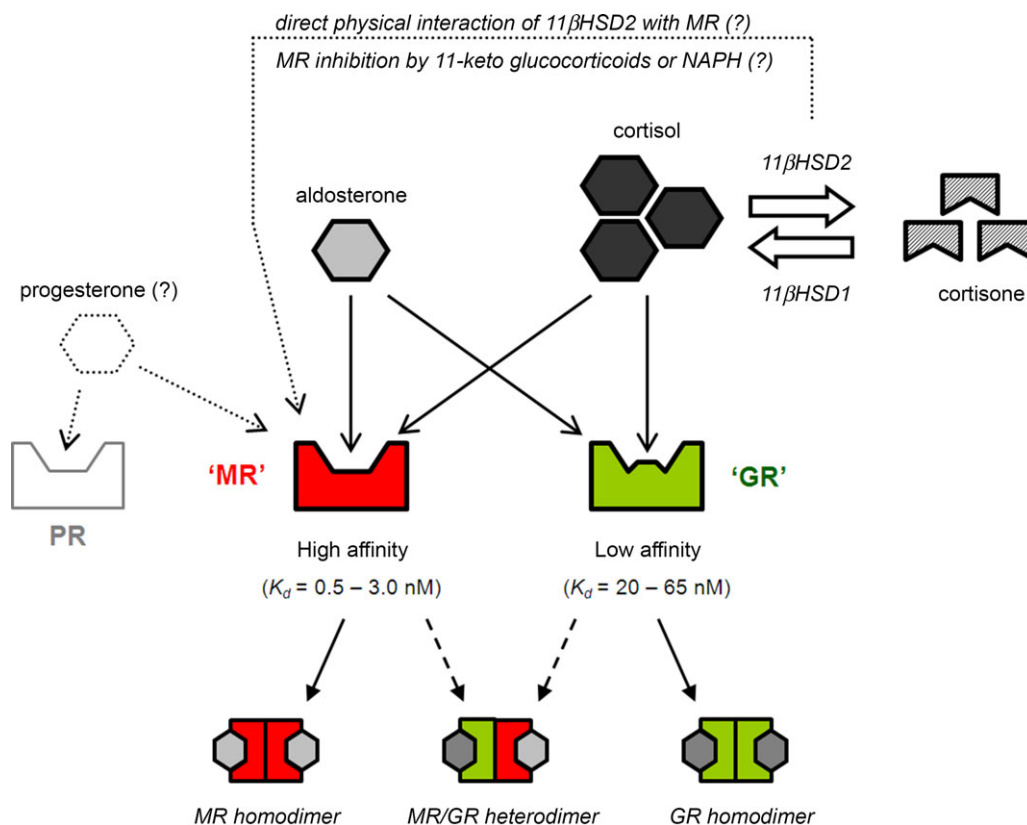 direct physical interaction of 11βHSD2 with MR (?)
MR inhibition by 11-keto glucocorticoids or NAPH (?)
cortisol
11βHSD2
aldosterone
progesterone (?)
11βHSD1
cortisone
'MR'
'GR'
PR
High affinity
Low affinity
(Kd = 0.5 – 3.0 nM)
(Kd = 20 – 65 nM)
MR homodimer
MR/GR heterodimer
GR homodimer